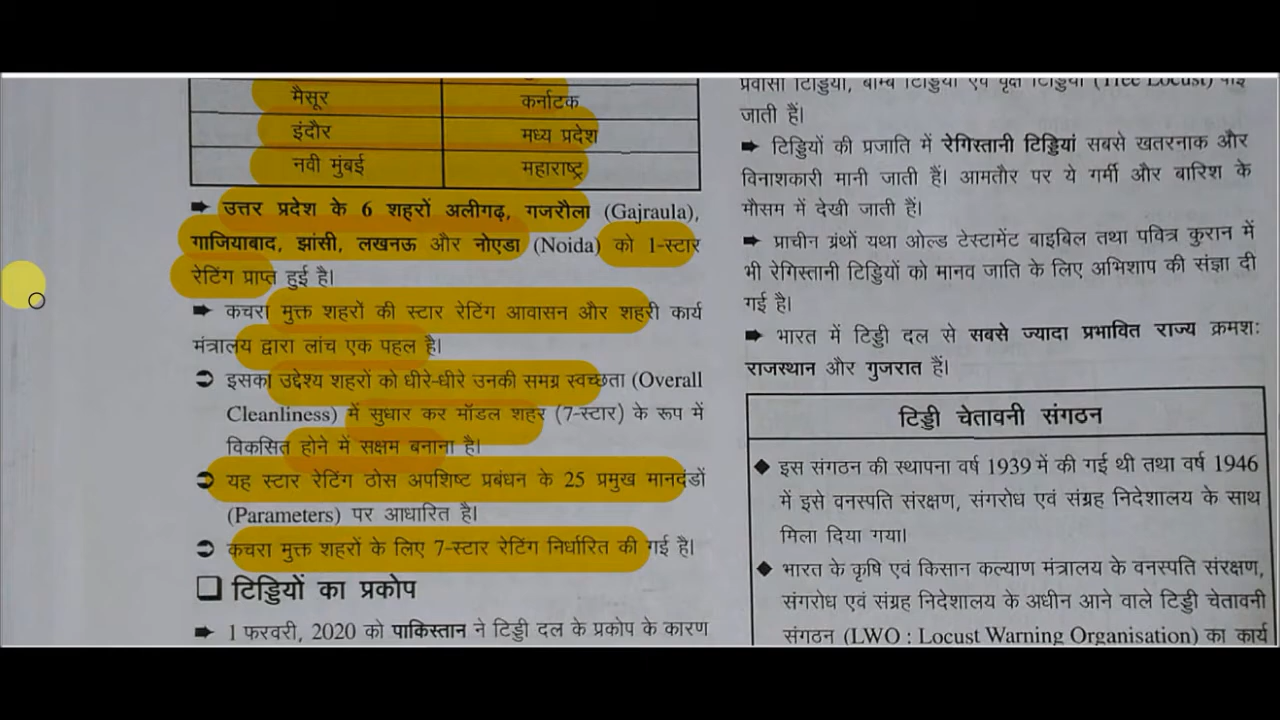 मैसूर कर्नाटक
इंदौर मध्य प्रदेश
नवी मुंबई महाराष्ट्र
➡ उत्तर प्रदेश के 6 शहरों अलीगढ़, गजरौला (Gajraula),
गाजियाबाद, झांसी, लखनऊ और नोएडा (Noida) को 1-स्टार
रेटिंग प्राप्त हुई है।
➡ कचरा मुक्त शहरों की स्टार रेटिंग आवासन और शहरी कार्य
मंत्रालय द्वारा लांच एक पहल है।
➲ इसका उद्देश्य शहरों को धीरे-धीरे उनकी समग्र स्वच्छता (Overall
Cleanliness) में सुधार कर मॉडल शहर (7-स्टार) के रूप में
विकसित होने में सक्षम बनाना है।
➲ यह स्टार रेटिंग ठोस अपशिष्ट प्रबंधन के 25 प्रमुख मानदंडों
(Parameters) पर आधारित है।
➲ कचरा मुक्त शहरों के लिए 7-स्टार रेटिंग निर्धारित की गई है।
❑ टिड्डियों का प्रकोप
➡ 1 फरवरी, 2020 को पाकिस्तान ने टिड्डी दल के प्रकोप के कारण
प्रवासी टिड्डियां, बाम्बे टिड्डियां एवं वृक्ष टिड्डियां (Tree Locust) पाई
जाती हैं।
➡ टिड्डियों की प्रजाति में रेगिस्तानी टिड्डियां सबसे खतरनाक और
विनाशकारी मानी जाती हैं। आमतौर पर ये गर्मी और बारिश के
मौसम में देखी जाती हैं।
➡ प्राचीन ग्रंथों यथा ओल्ड टेस्टामेंट बाइबिल तथा पवित्र कुरान में
भी रेगिस्तानी टिड्डियों को मानव जाति के लिए अभिशाप की संज्ञा दी
गई है।
➡ भारत में टिड्डी दल से सबसे ज्यादा प्रभावित राज्य क्रमशः
राजस्थान और गुजरात हैं।
टिड्डी चेतावनी संगठन
◆ इस संगठन की स्थापना वर्ष 1939 में की गई थी तथा वर्ष 1946
में इसे वनस्पति संरक्षण, संगरोध एवं संग्रह निदेशालय के साथ
मिला दिया गया।
◆ भारत के कृषि एवं किसान कल्याण मंत्रालय के वनस्पति संरक्षण,
संगरोध एवं संग्रह निदेशालय के अधीन आने वाले टिड्डी चेतावनी
संगठन (LWO : Locust Warning Organisation) का कार्य